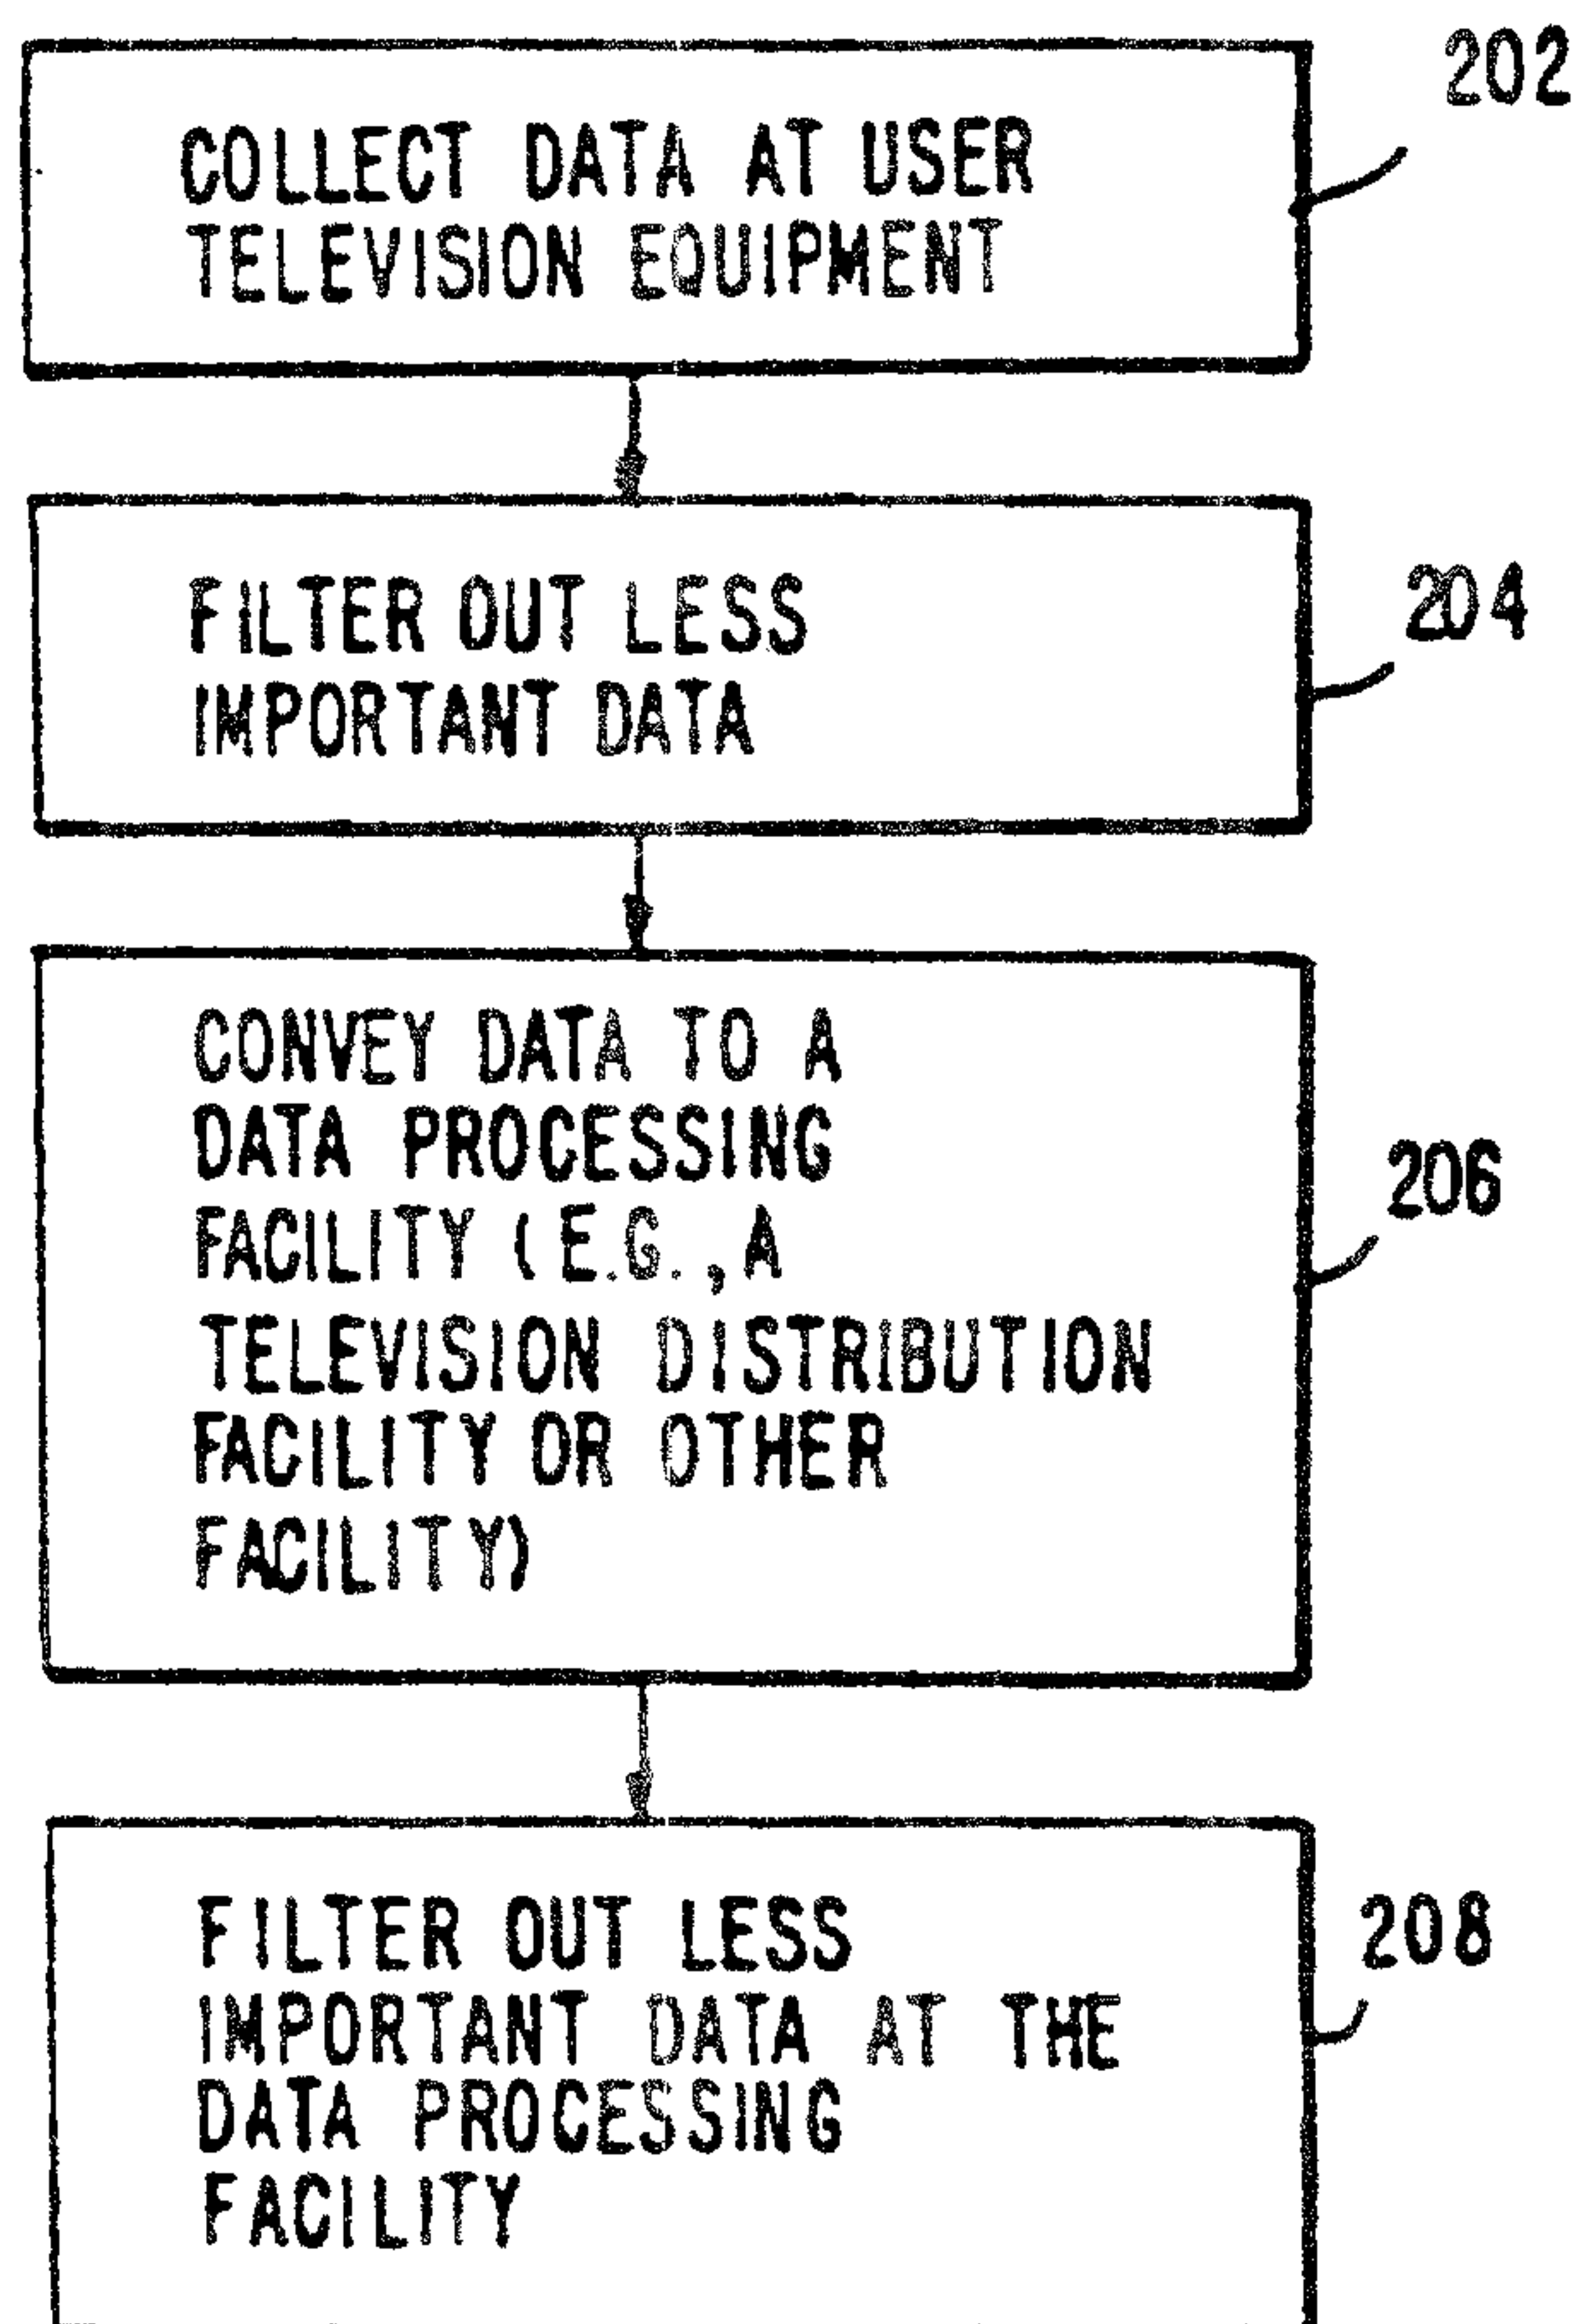 202
COLLECT DATA AT USER
TELEVISION EQUIPMENT
FILTER OUT LESS
IMPORTANT DATA
204
CONVEY DATA TO A
DATA PROCESSING
FACILITY (E.G.,A
TELEVISION DISTRIBUTION
FACILITY OR OTHER
FACILITY)
206
FILTER OUT LESS
IMPORTANT DATA AT THE
DATA PROCESSING
FACILITY
208